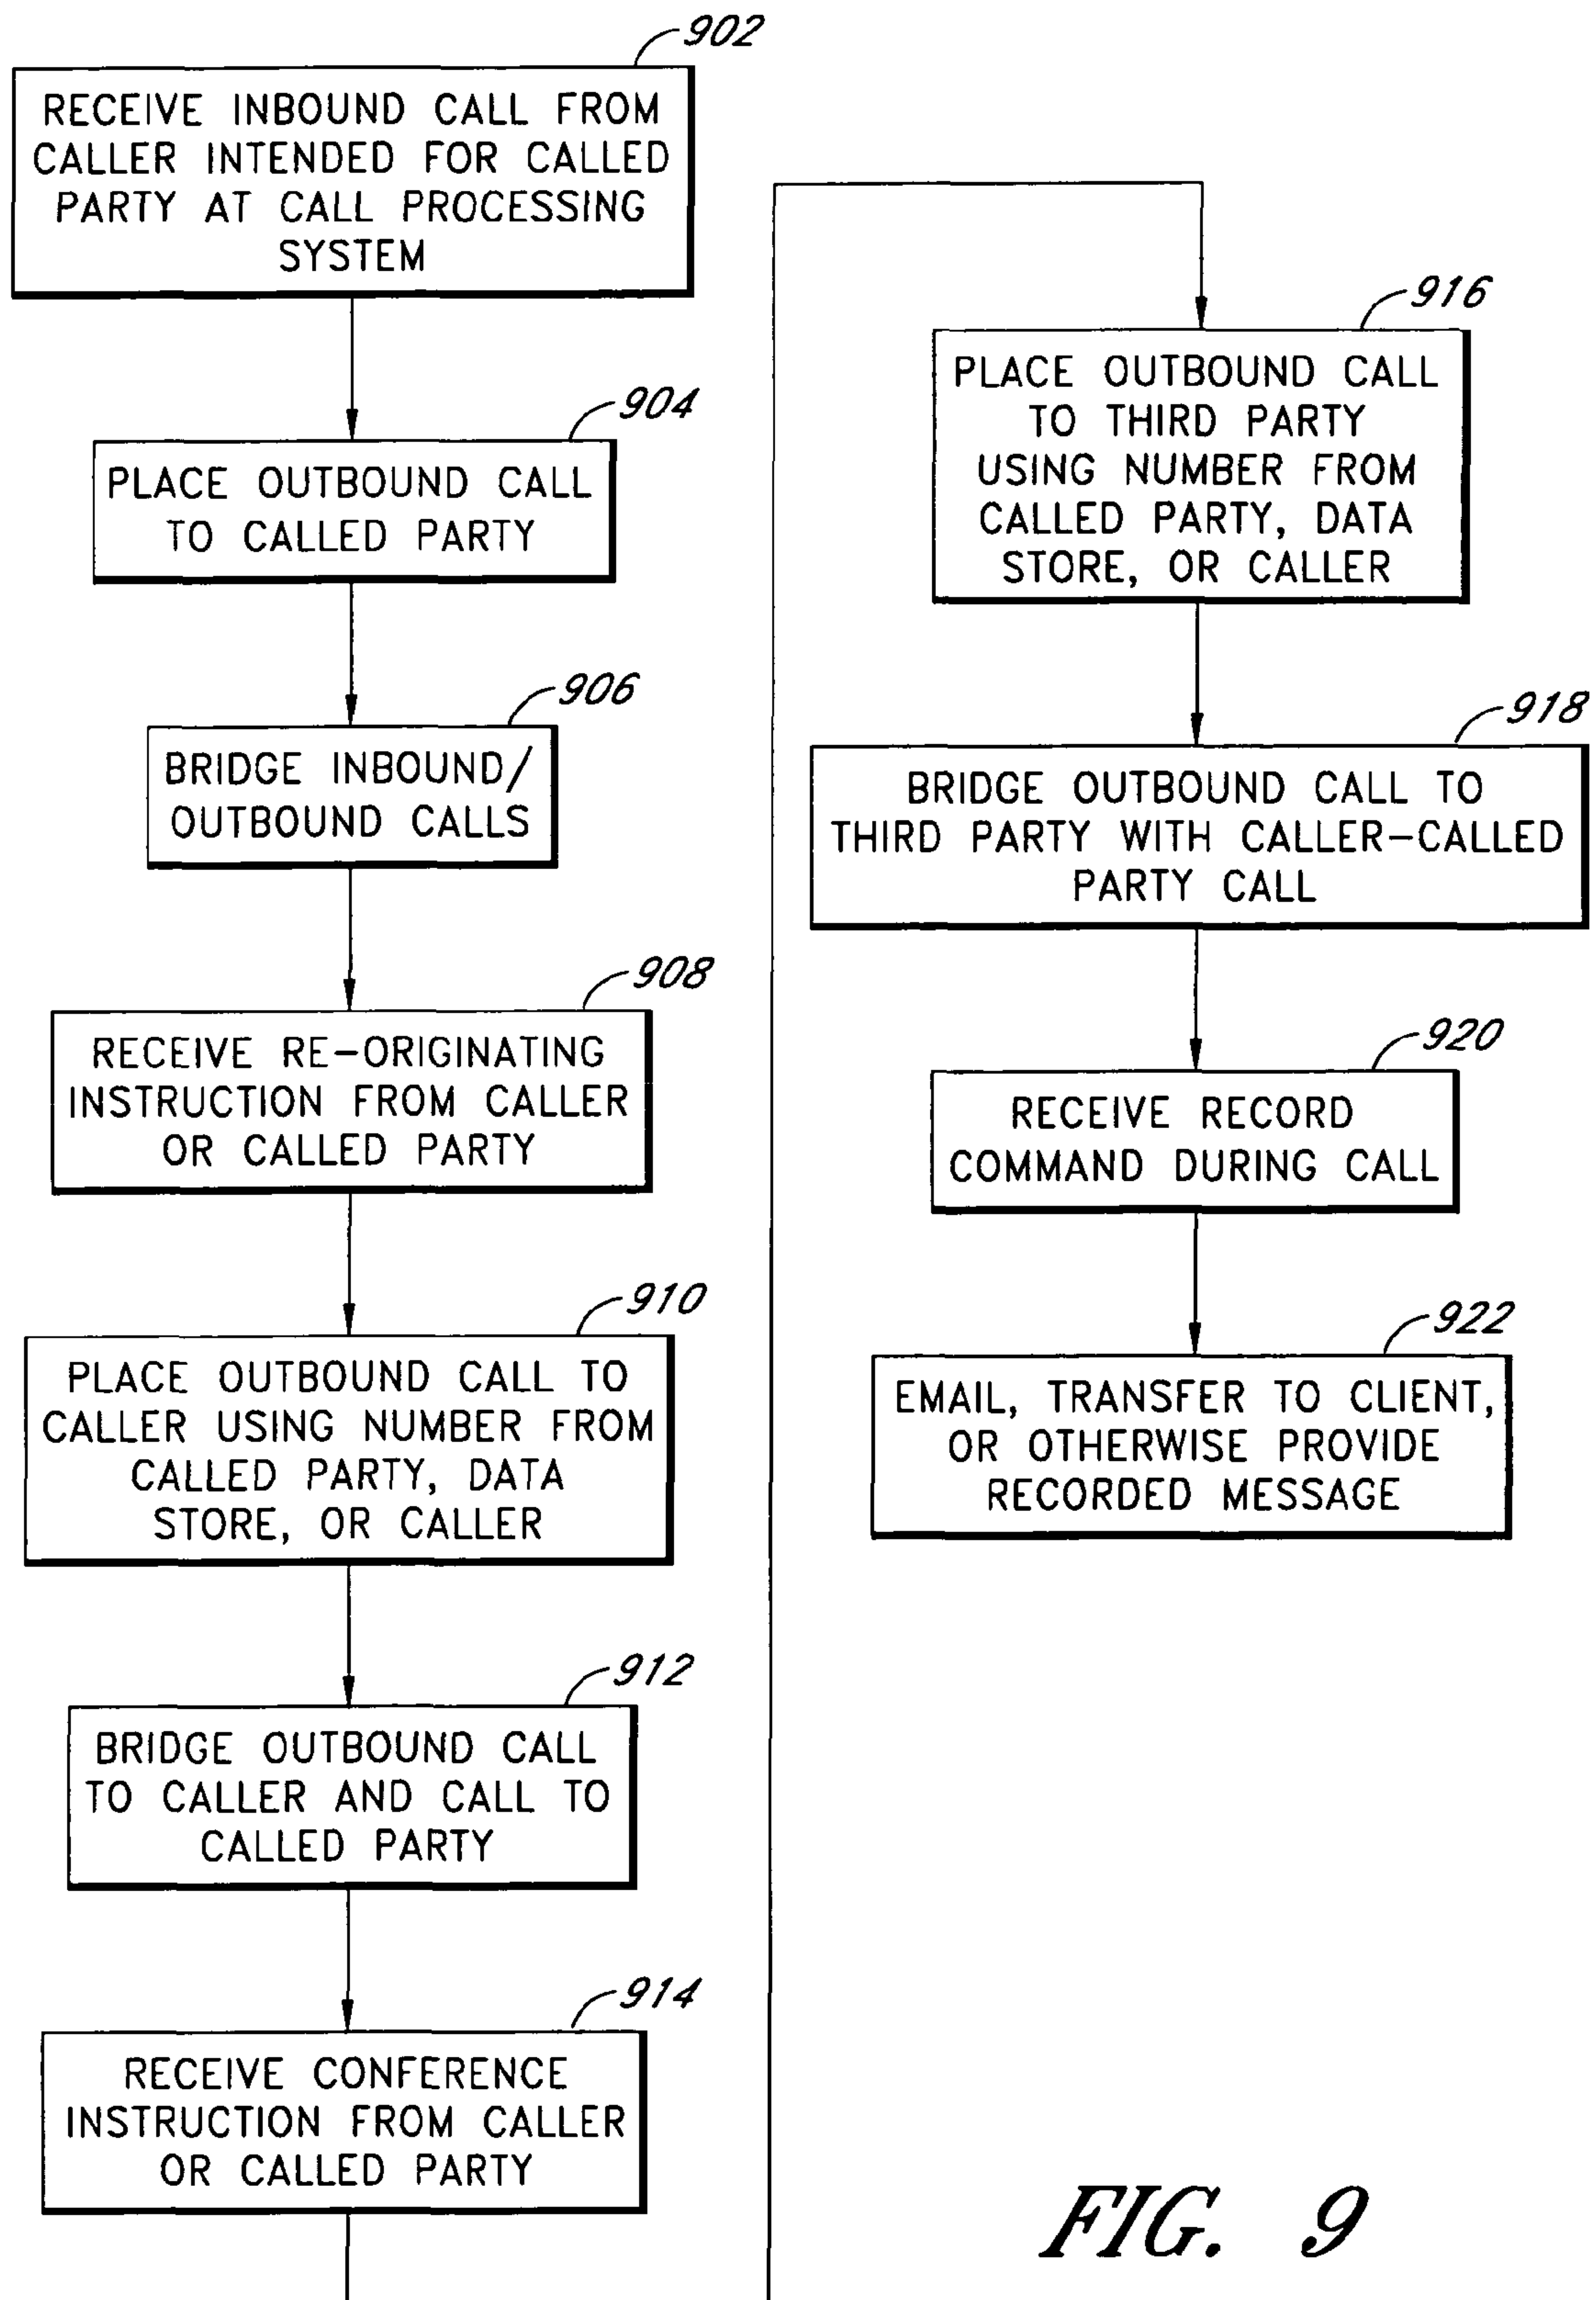 902
RECEIVE INBOUND CALL FROM
CALLER INTENDED FOR CALLED
PARTY AT CALL PROCESSING
SYSTEM
904
PLACE OUTBOUND CALL
TO CALLED PARTY
906
BRIDGE INBOUND/
OUTBOUND CALLS
908
RECEIVE RE-ORIGINATING
INSTRUCTION FROM CALLER
OR CALLED PARTY
910
PLACE OUTBOUND CALL TO
CALLER USING NUMBER FROM
CALLED PARTY, DATA
STORE, OR CALLER
912
BRIDGE OUTBOUND CALL
TO CALLER AND CALL TO
CALLED PARTY
914
RECEIVE CONFERENCE
INSTRUCTION FROM CALLER
OR CALLED PARTY
916
PLACE OUTBOUND CALL
TO THIRD PARTY
USING NUMBER FROM
CALLED PARTY, DATA
STORE, OR CALLER
918
BRIDGE OUTBOUND CALL TO
THIRD PARTY WITH CALLER-CALLED
PARTY CALL
920
RECEIVE RECORD
COMMAND DURING CALL
922
EMAIL, TRANSFER TO CLIENT,
OR OTHERWISE PROVIDE
RECORDED MESSAGE
FIG. 9